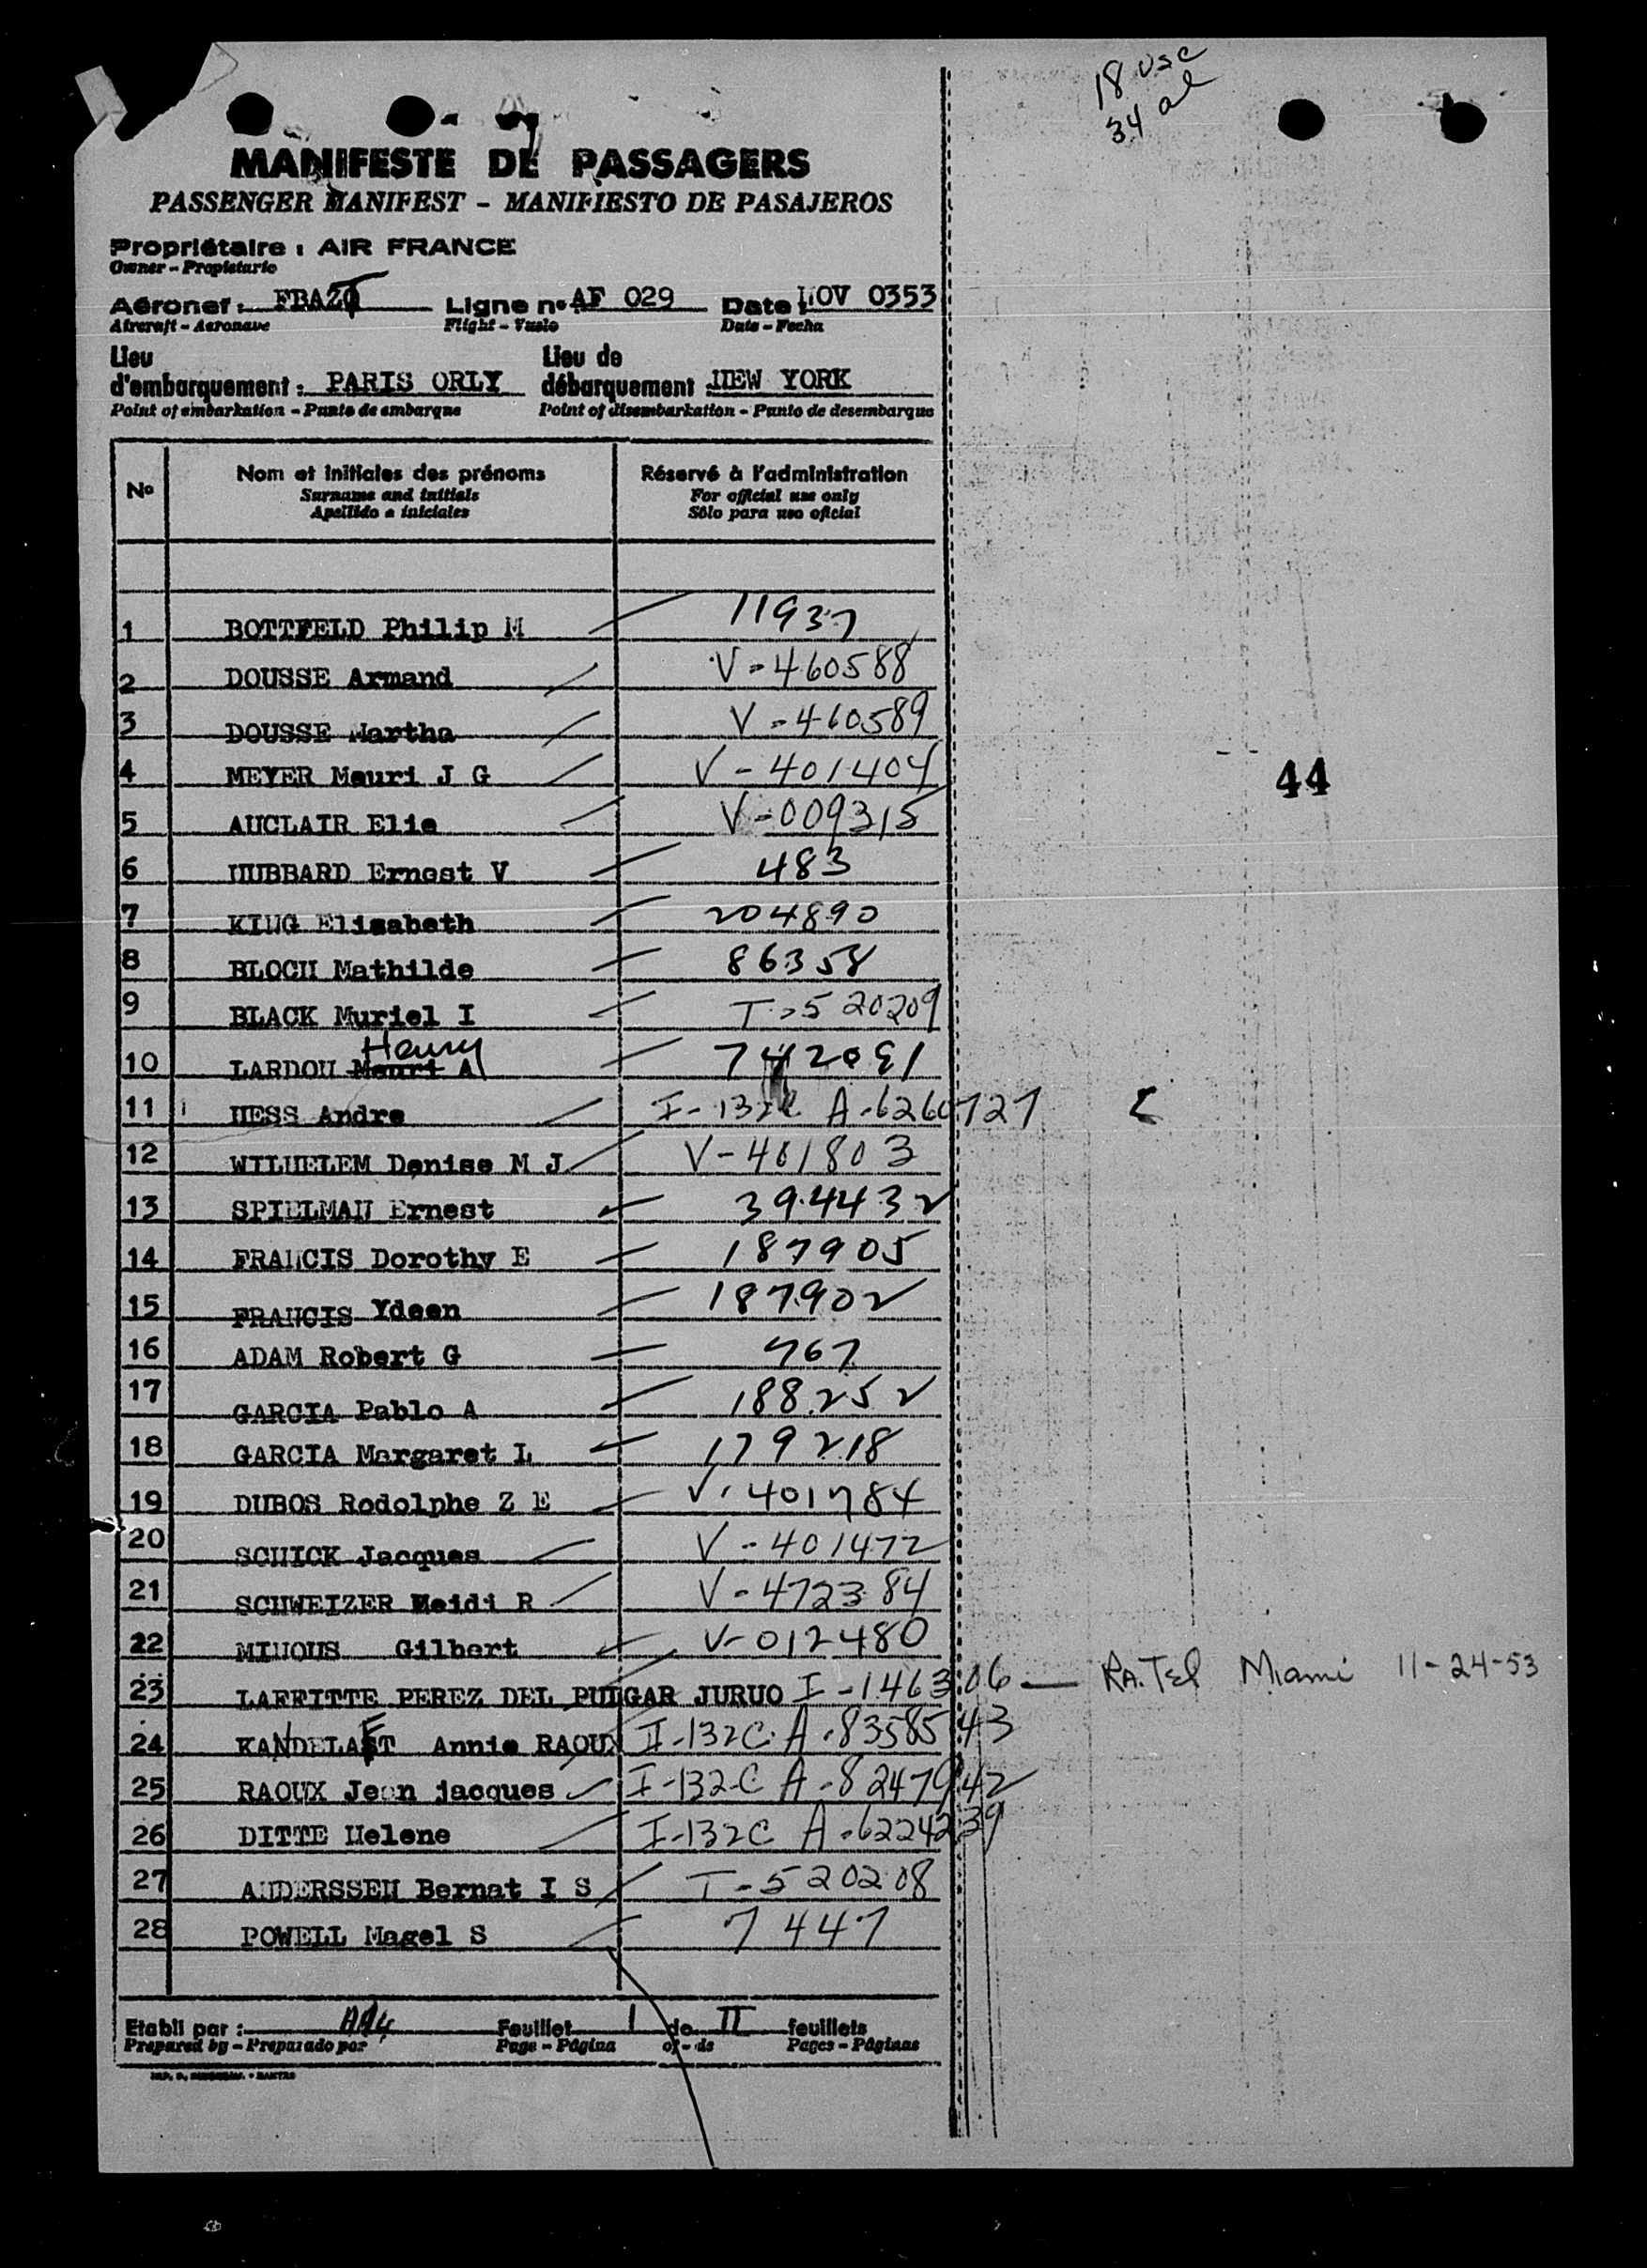 18 usc
34 al
MANIFESTE DE PASSAGERS
PASSENGER MANIFEST - MANIFIESTO DE PASAJEROS
Propriétaire : AIR FRANCE
Owner - Propietario
Aéronef : FBAZ Ligne n° AF 029 Date NOV 0353
Aircraft - Aeronave Flight - Vuelo Date - Fecha
Lieu d'embarquement : PARIS ORLY Lieu de débarquement NEW YORK
Point of embarkation - Punto de embarque Point of disembarkation - Punto de desembarque
No Nom et initiales des prénoms Réservé à l'administration
Surname and initials For official use only
Apellido e iniciales Sólo para uso oficial
1 BOTTFELD Philip M 11937
2 DOUSSE Armand V-460588
3 DOUSSE Martha V-460589
4 MEYER Mauri J G V-401404
44
5 AUCLAIR Elie V-009315
6 HUBBARD Ernest V 483
7 KING Elisabeth 204890
8 BLOCH Mathilde 86358
9 BLACK Muriel I T-520209
Henry
10 LARDOU Mauri A 742091
11 HESS Andre I-132C A-6260727
12 WILHELEM Denise M J V-401803
13 SPIELMAN Ernest 394432
14 FRANCIS Dorothy E 187905
15 FRANCIS Ydeen 187902
16 ADAM Robert G 767
17 GARCIA Pablo A 188252
18 GARCIA Margaret L 179218
19 DUBOS Rodolphe Z E V-401784
20 SCHICK Jacques V-401472
21 SCHWEIZER Heidi R V-472384
22 MINOUS Gilbert V-012480
23 LAFFITTE PEREZ DEL PULGAR JURUO I-146306 — RA.Tel Miami 11-24-53
24 KANDELAFT Annie RAOUX I-132C A-8358543
25 RAOUX Jean jacques I-132C A-8247942
26 DITTE Helene I-132C A-6224239
27 ANDERSSEN Bernat I S T-520208
28 POWELL Magel S 7447
Etabli par : Feuillet I de II feuillets
Prepared by - Preparado por Page - Página of - de Pages - Páginas